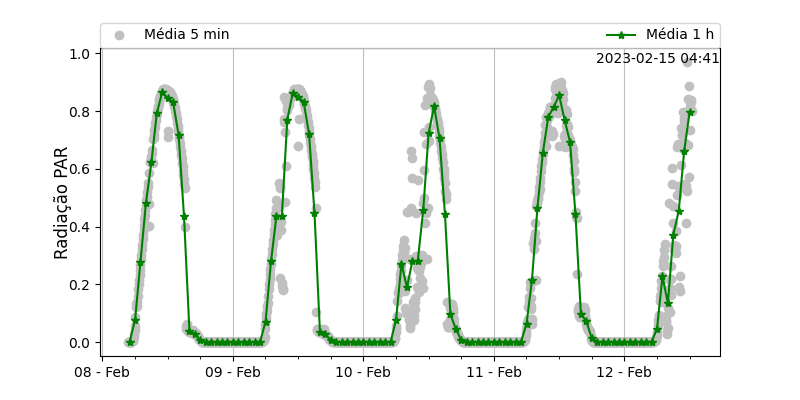 Média 5 min
Média 1 h
2023-02-15 04:41
Radiação PAR
1.0
0.8
0.6
0.4
0.2
0.0
08 - Feb
09 - Feb
10 - Feb
11 - Feb
12 - Feb